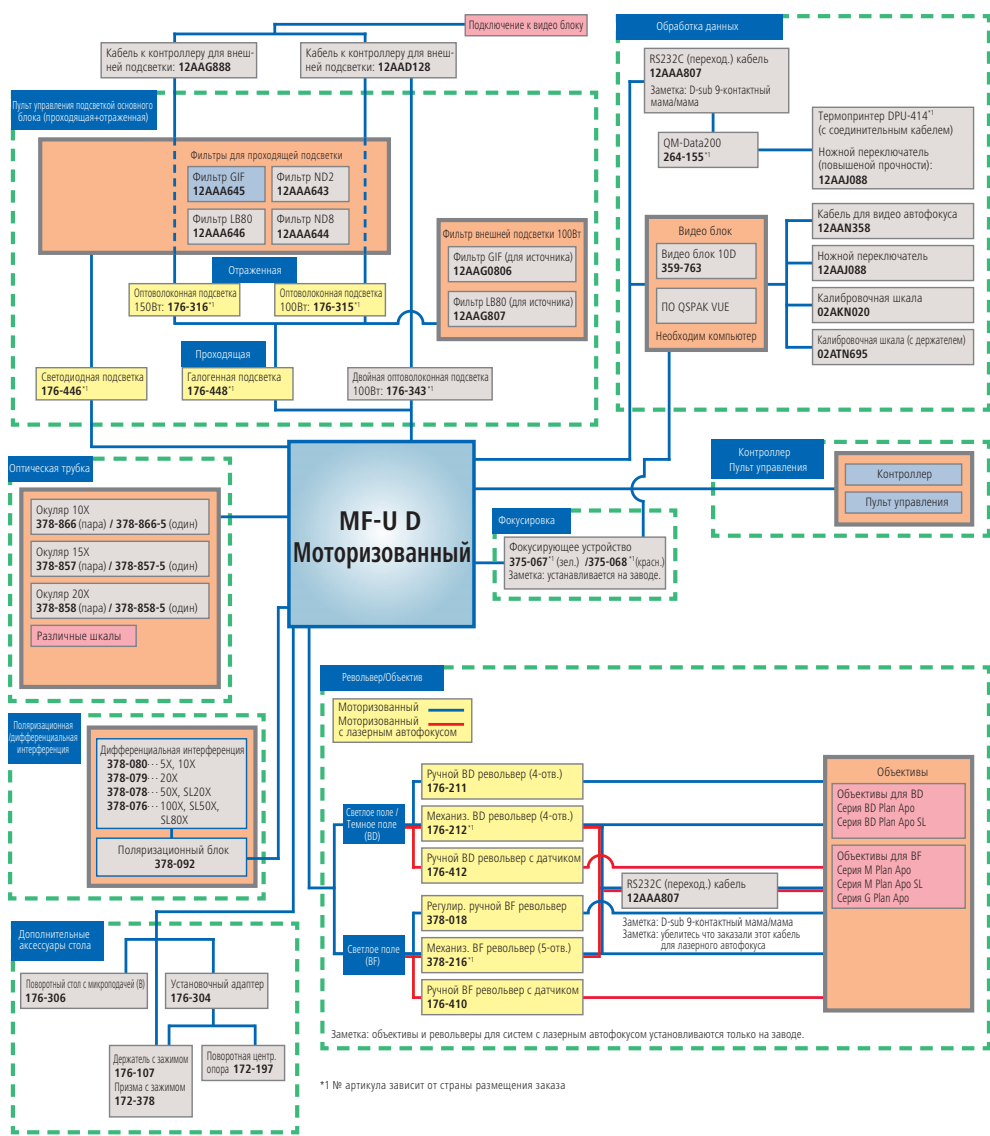 Подключение к видео блоку
Кабель к контроллеру для внеш-
ней подсветки: 12AAG888
Кабель к контроллеру для внеш-
ней подсветки: 12AAD128
Пульт управления подсветкой основного
блока (проходящая+отраженная)
Фильтры для проходящей подсветки
Фильтр GIF
12AAA645
Фильтр ND2
12AAA643
Фильтр LB80
12AAA646
Фильтр ND8
12AAA644
Фильтр внешней подсветки 100Вт
Фильтр GIF (для источника)
12AAG0806
Фильтр LB80 (для источника)
12AAG807
Отраженная
Оптоволоконная подсветка
150Вт: 176-316*1
Оптоволоконная подсветка
100Вт: 176-315*1
Проходящая
Светодиодная подсветка
176-446*1
Галогенная подсветка
176-448*1
Двойная оптоволоконная подсветка
100Вт: 176-343*1
Обработка данных
RS232C (переход.) кабель
12AAA807
Заметка: D-sub 9-контактный
мама/мама
QM-Data200
264-155*1
Термопринтер DPU-414*1
(с соединительным кабелем)
Ножной переключатель
(повышеной прочности):
12AAJ088
Видео блок
Видео блок 10D
359-763
ПО QSPAK VUE
Необходим компьютер
Кабель для видео автофокуса
12AAN358
Ножной переключатель
12AAJ088
Калибровочная шкала
02AKN020
Калибровочная шкала (с держателем)
02ATN695
Оптическая трубка
Окуляр 10X
378-866 (пара) / 378-866-5 (один)
Окуляр 15X
378-857 (пара) / 378-857-5 (один)
Окуляр 20X
378-858 (пара) / 378-858-5 (один)
Различные шкалы
MF-U D
Моторизованный
Контроллер
Пульт управления
Контроллер
Пульт управления
Фокусировка
Фокусирующее устройство
375-067*1 (зел.) /375-068*1 (красн.)
Заметка: устанавливается на заводе.
Поляризационная
/дифференциальная
интерференция
Дифференциальная интерференция
378-080··· 5X, 10X
378-079··· 20X
378-078··· 50X, SL20X
378-076··· 100X, SL50X,
SL80X
Поляризационный блок
378-092
Револьвер/Объектив
Моторизованный
Моторизованный
с лазерным автофокусом
Светлое поле /
Темное поле
(BD)
Ручной BD револьвер (4-отв.)
176-211
Механиз. BD револьвер (4-отв.)
176-212*1
Ручной BD револьвер с датчиком
176-412
Светлое поле
(BF)
Регулир. ручной BF револьвер
378-018
Механиз. BF револьвер (5-отв.)
378-216*1
Ручной BF револьвер с датчиком
176-410
RS232C (переход.) кабель
12AAA807
Заметка: D-sub 9-контактный мама/мама
Заметка: убелитесь что заказали этот кабель
для лазерного автофокуса
Объективы
Объективы для BD
Серия BD Plan Apo
Серия BD Plan Apo SL
Объективы для BF
Серия M Plan Apo
Серия M Plan Apo SL
Серия G Plan Apo
Заметка: объективы и револьверы для систем с лазерным автофокусом устанавливаются только на заводе.
Дополнительные
аксессуары стола
Поворотный стол с микроподачей (B)
176-306
Установочный адаптер
176-304
Держатель с зажимом
176-107
Призма с зажимом
172-378
Поворотная центр.
опора 172-197
*1 № артикула зависит от страны размещения заказа